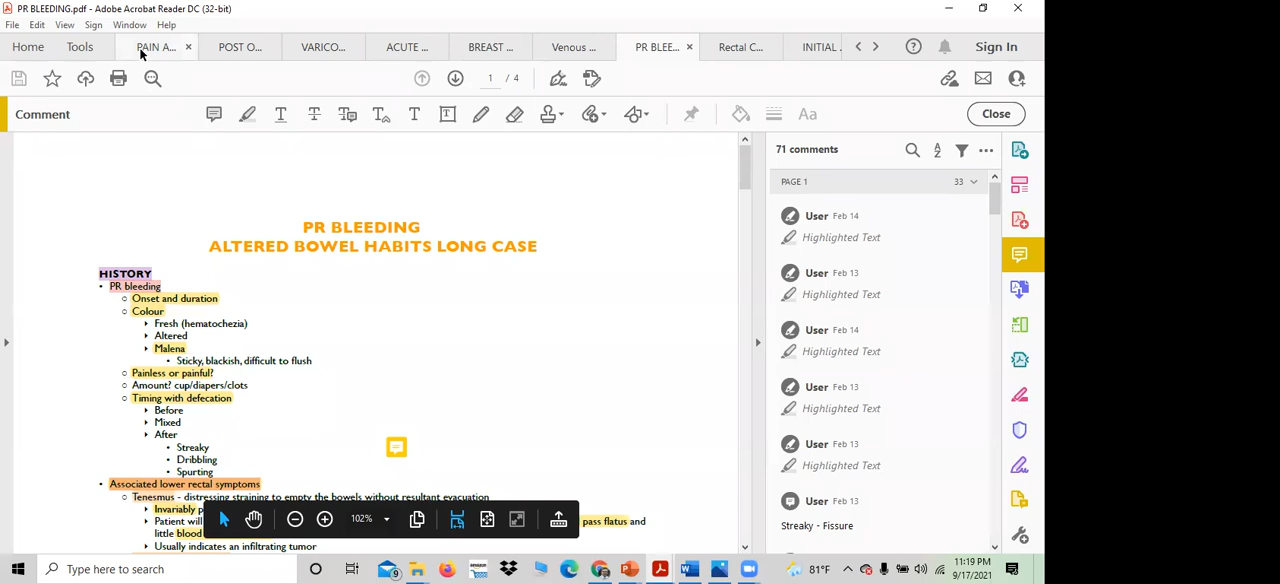 PR BLEEDING.pdf - Adobe Acrobat Reader DC (32-bit)
File Edit View Sign Window Help
Home Tools PAIN A... × POST O... VARICO... ACUTE ... BREAST ... Venous ... PR BLEE... × Rectal C... INITIAL Sign In
1 / 4
Comment Close
71 comments
PAGE 1 33
PR BLEEDING
ALTERED BOWEL HABITS LONG CASE
HISTORY
• PR bleeding
○ Onset and duration
○ Colour
‣ Fresh (hematochezia)
‣ Altered
‣ Malena
• Sticky, blackish, difficult to flush
○ Painless or painful?
○ Amount? cup/diapers/clots
○ Timing with defecation
‣ Before
‣ Mixed
‣ After
• Streaky
• Dribbling
• Spurting
• Associated lower rectal symptoms
○ Tenesmus - distressing straining to empty the bowels without resultant evacuation
‣ Invariably
‣ Patient will pass flatus and
little blood
‣ Usually indicates an infiltrating tumor
102%
User Feb 14
Highlighted Text
User Feb 13
Highlighted Text
User Feb 14
Highlighted Text
User Feb 13
Highlighted Text
User Feb 13
Highlighted Text
User Feb 13
Streaky - Fissure
Type here to search
9
81°F
11:19 PM
9/17/2021